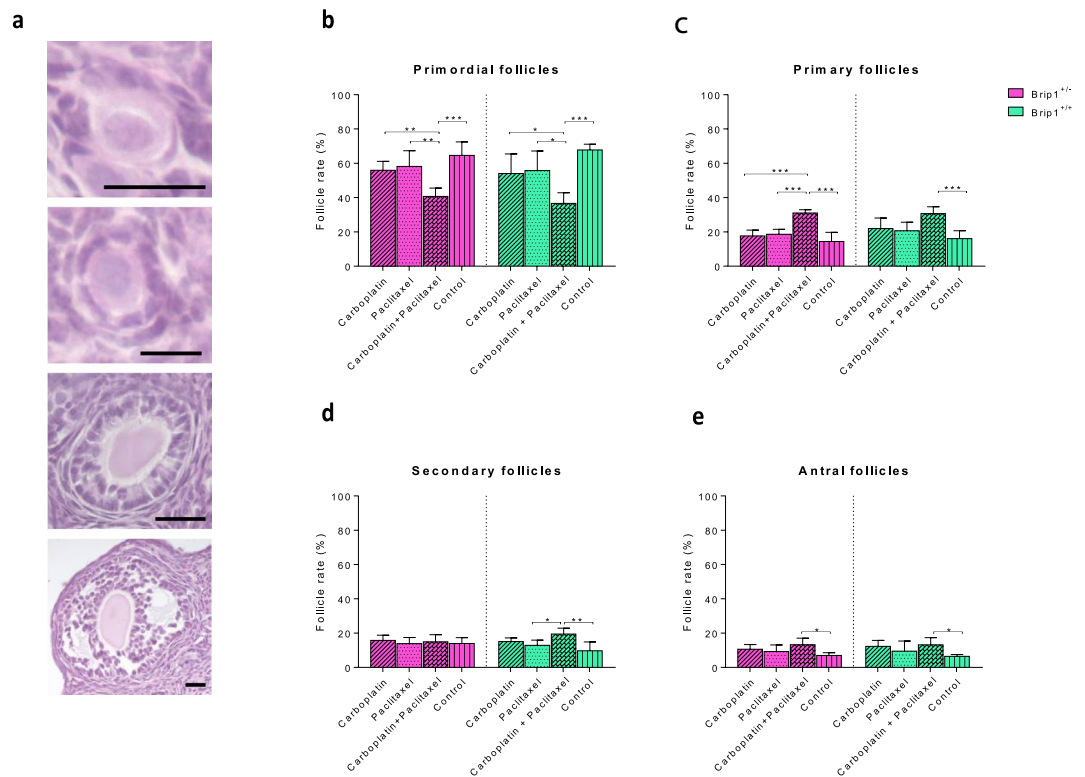 a
b
Primordial follicles
Follicle rate (%)
100
80
60
40
20
0
** *** * ***
** *
Carboplatin Paclitaxel Carboplatin+Paclitaxel Control Carboplatin Paclitaxel Carboplatin + Paclitaxel Control
c
Primary follicles
Brip1+/-
Brip1+/+
Follicle rate (%)
100
80
60
40
20
0
***
*** *** ***
Carboplatin Paclitaxel Carboplatin+Paclitaxel Control Carboplatin Paclitaxel Carboplatin + Paclitaxel Control
d
Secondary follicles
Follicle rate (%)
100
80
60
40
20
0
* **
Carboplatin Paclitaxel Carboplatin+Paclitaxel Control Carboplatin Paclitaxel Carboplatin + Paclitaxel Control
e
Antral follicles
Follicle rate (%)
100
80
60
40
20
0
* *
Carboplatin Paclitaxel Carboplatin+Paclitaxel Control Carboplatin Paclitaxel Carboplatin + Paclitaxel Control